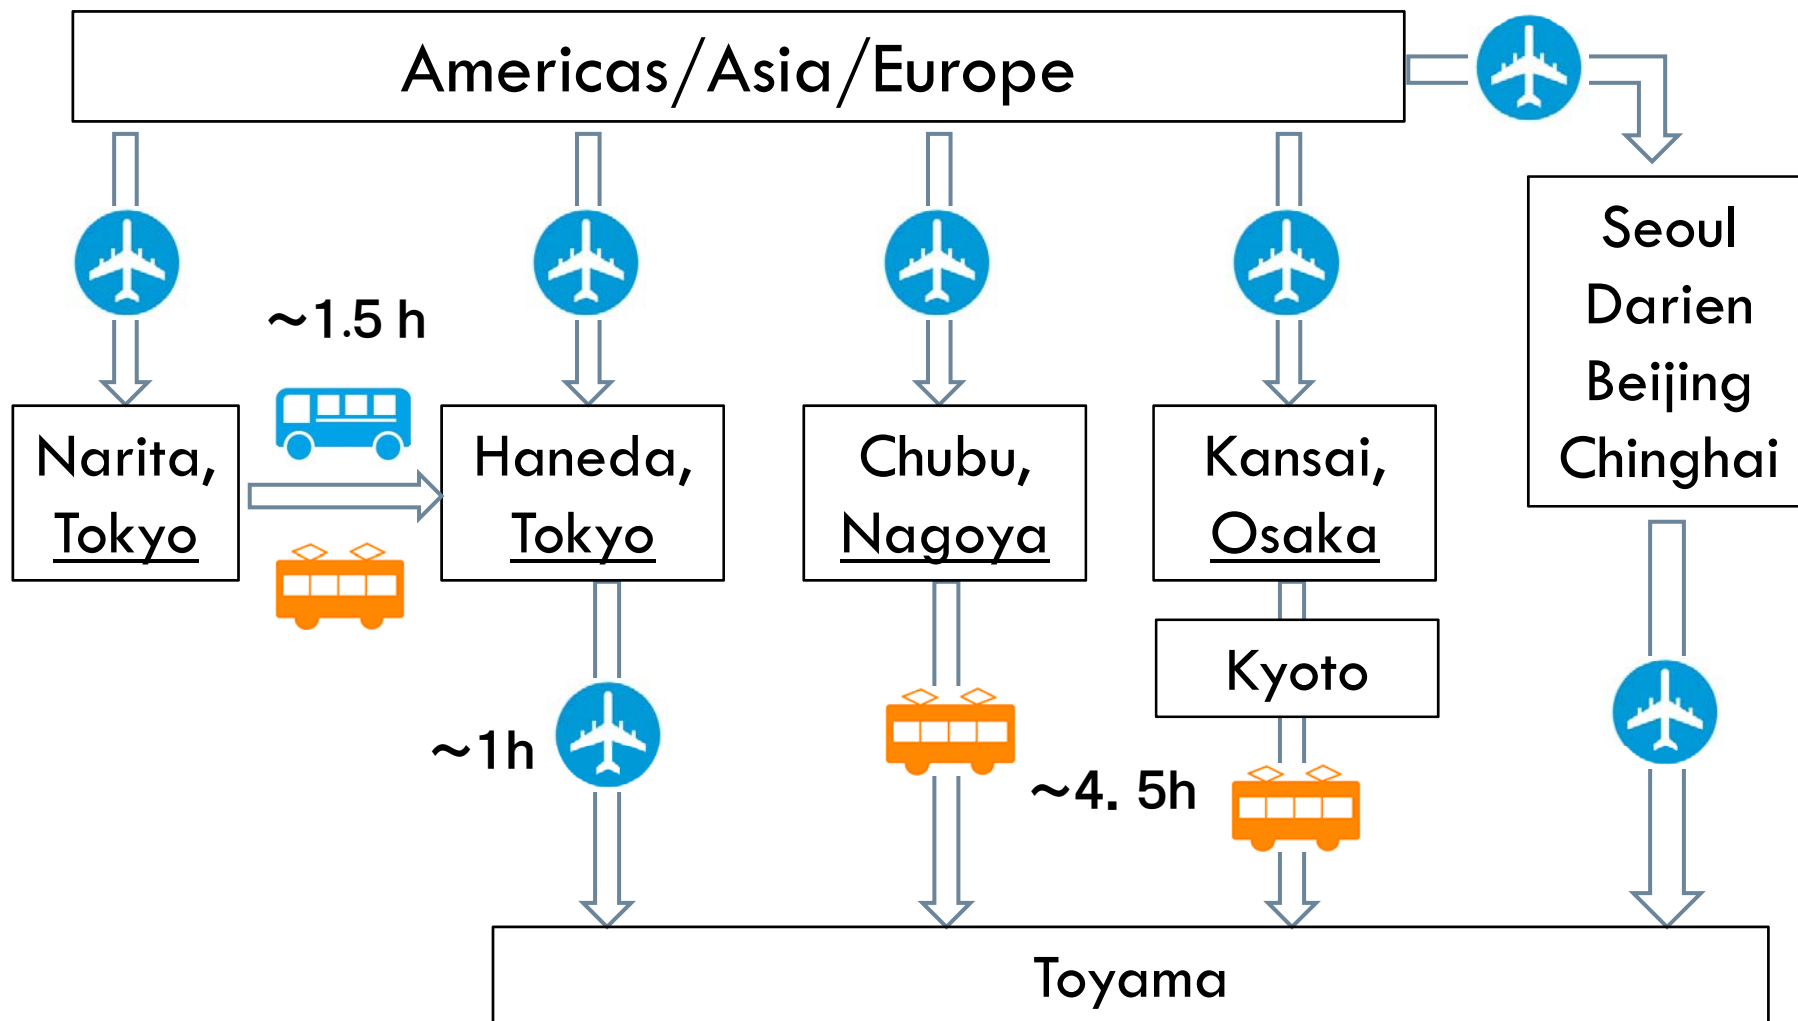 Americas/Asia/Europe
Seoul
Darien
Beijing
Chinghai
~1.5 h
Narita,
Tokyo
Haneda,
Tokyo
Chubu,
Nagoya
Kansai,
Osaka
Kyoto
~1h
~4. 5h
Toyama